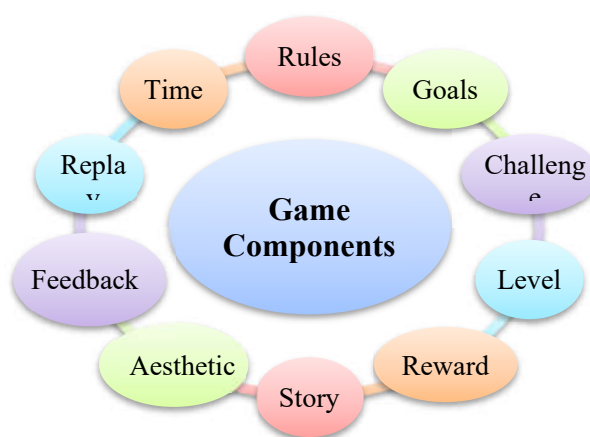 Rules
Goals
Challeng
e
Level
Reward
Story
Aesthetic
Feedback
Repla
y
Time
Game
Components